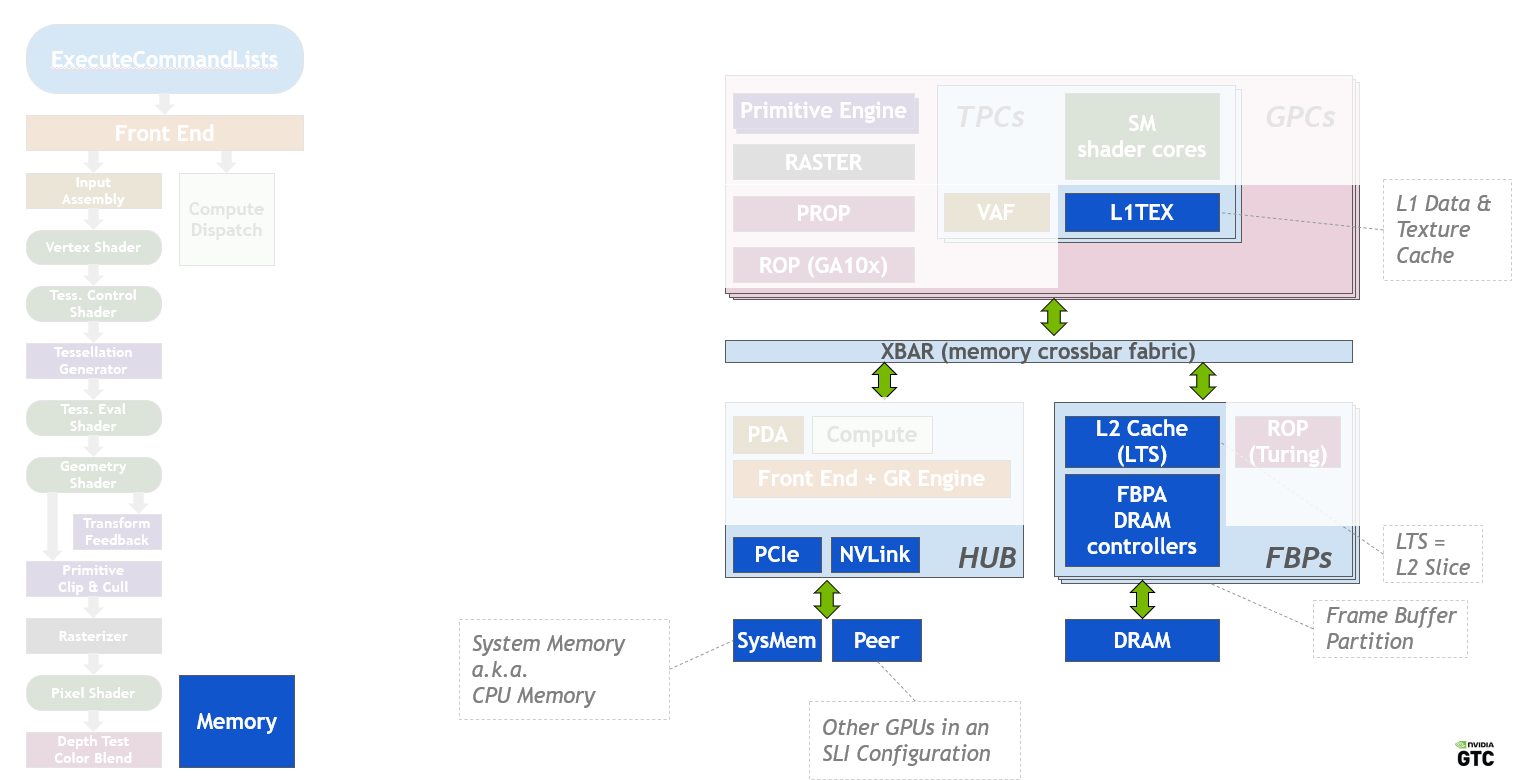 ExecuteCommandLists
Front End
Input
Assembly
Compute
Dispatch
Vertex Shader
Tess. Control
Shader
Tessellation
Generator
Tess. Eval
Shader
Geometry
Shader
Transform
Feedback
Primitive
Clip & Cull
Rasterizer
Pixel Shader
Depth Test
Color Blend
Memory
Primitive Engine
RASTER
PROP
ROP (GA10x)
TPCs
SM
shader cores
GPCs
VAF
L1TEX
L1 Data &
Texture
Cache
XBAR (memory crossbar fabric)
PDA
Compute
Front End + GR Engine
PCIe
NVLink
HUB
L2 Cache
(LTS)
ROP
(Turing)
FBPA
DRAM
controllers
FBPs
LTS =
L2 Slice
Frame Buffer
Partition
SysMem
Peer
DRAM
System Memory
a.k.a.
CPU Memory
Other GPUs in an
SLI Configuration
NVIDIA
GTC